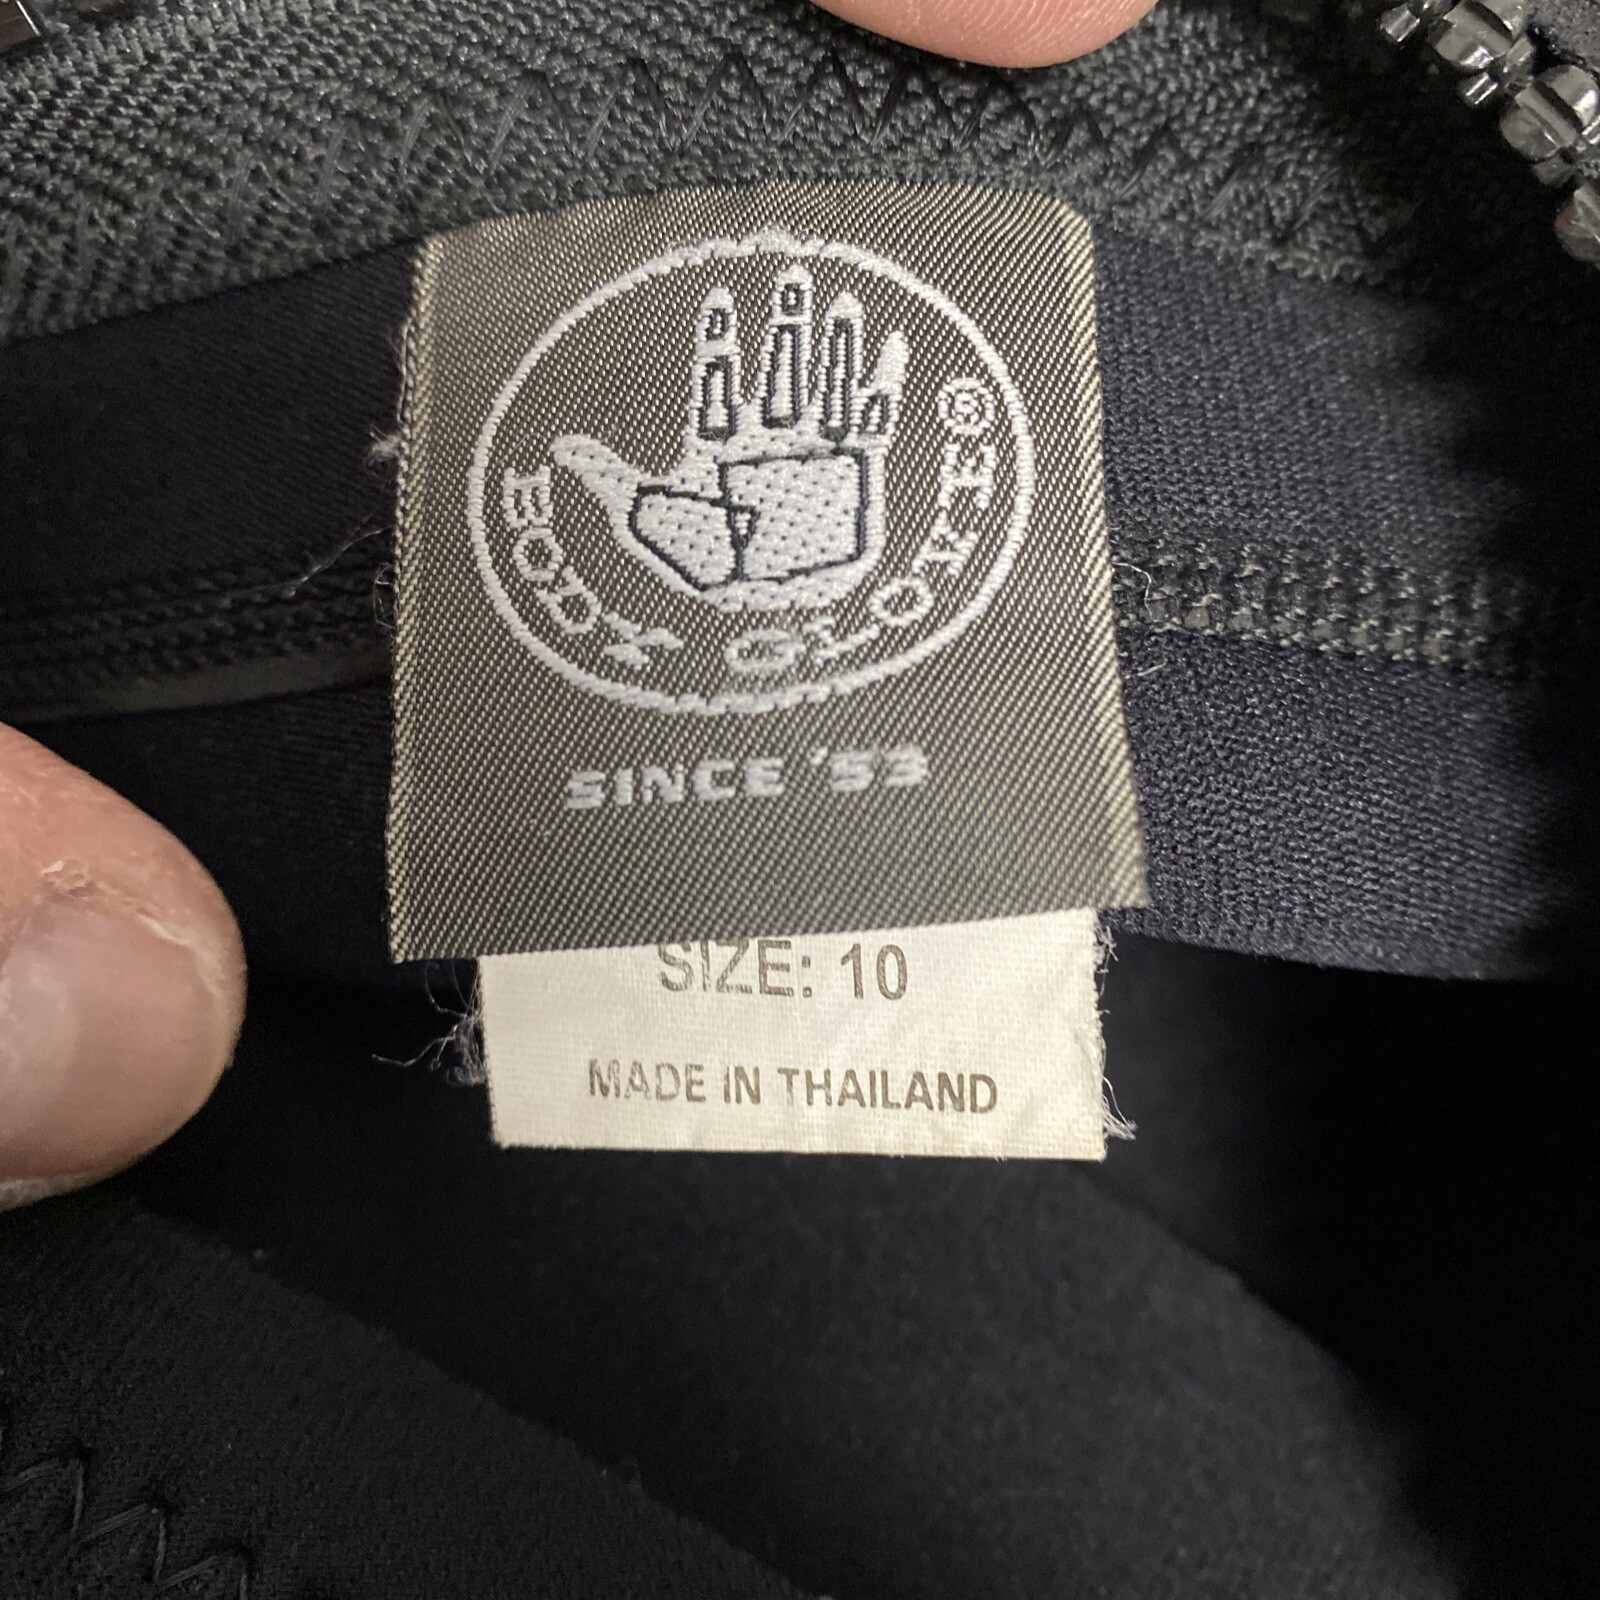 BODY GLOVE®
SINCE '53
SIZE: 10
MADE IN THAILAND